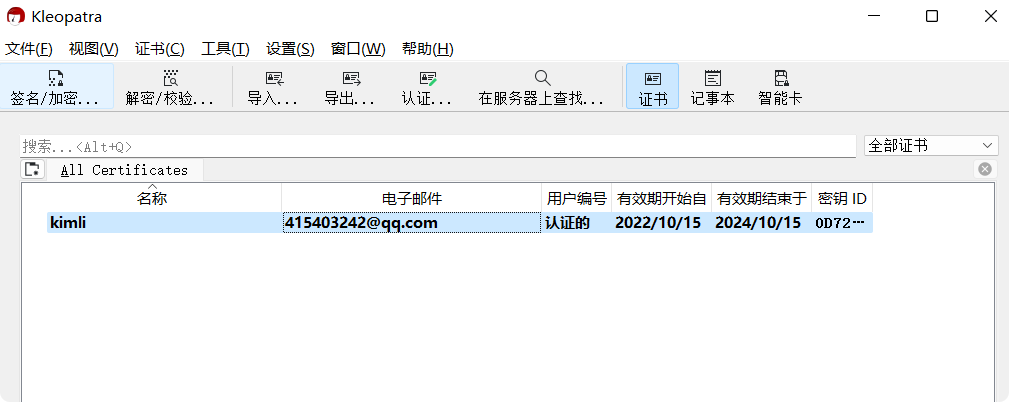 Kleopatra
文件(F) 视图(V) 证书(C) 工具(T) 设置(S) 窗口(W) 帮助(H)
签名/加密... 解密/校验... 导入... 导出... 认证... 在服务器上查找... 证书 记事本 智能卡
搜索...<Alt+Q> 全部证书
All Certificates
名称 电子邮件 用户编号 有效期开始自 有效期结束于 密钥 ID
kimli 415403242@qq.com 认证的 2022/10/15 2024/10/15 0D72…